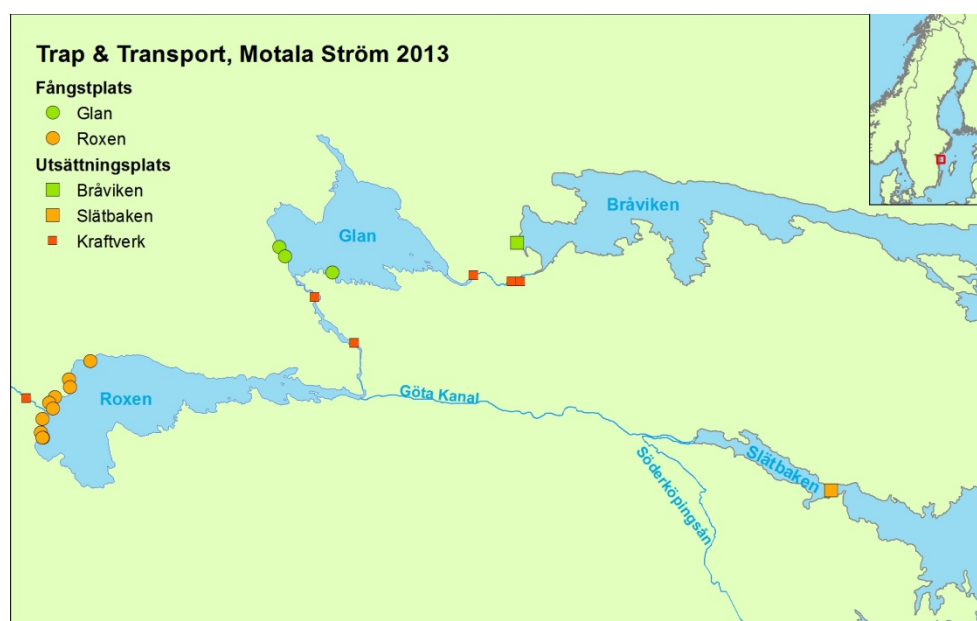 Trap & Transport, Motala Ström 2013
Fångstplats
Glan
Roxen
Utsättningsplats
Bråviken
Slätbaken
Kraftverk
Bråviken
Glan
Roxen
Göta Kanal
Slätbaken
Söderköpingsån